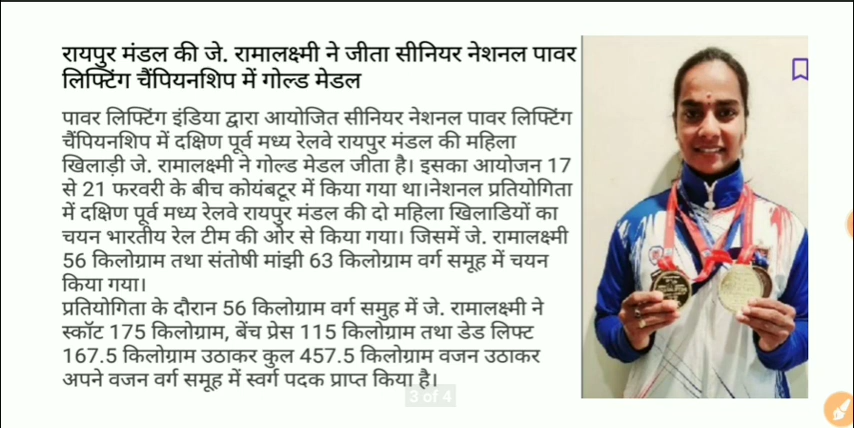 रायपुर मंडल की जे. रामालक्ष्मी ने जीता सीनियर नेशनल पावर
लिफ्टिंग चैंपियनशिप में गोल्ड मेडल
पावर लिफ्टिंग इंडिया द्वारा आयोजित सीनियर नेशनल पावर लिफ्टिंग
चैंपियनशिप में दक्षिण पूर्व मध्य रेलवे रायपुर मंडल की महिला
खिलाड़ी जे. रामालक्ष्मी ने गोल्ड मेडल जीता है। इसका आयोजन 17
से 21 फरवरी के बीच कोयंबटूर में किया गया था।नेशनल प्रतियोगिता
में दक्षिण पूर्व मध्य रेलवे रायपुर मंडल की दो महिला खिलाडियों का
चयन भारतीय रेल टीम की ओर से किया गया। जिसमें जे. रामालक्ष्मी
56 किलोग्राम तथा संतोषी मांझी 63 किलोग्राम वर्ग समूह में चयन
किया गया।
प्रतियोगिता के दौरान 56 किलोग्राम वर्ग समुह में जे. रामालक्ष्मी ने
स्कॉट 175 किलोग्राम, बेंच प्रेस 115 किलोग्राम तथा डेड लिफ्ट
167.5 किलोग्राम उठाकर कुल 457.5 किलोग्राम वजन उठाकर
अपने वजन वर्ग समूह में स्वर्ग पदक प्राप्त किया है।
3 of 4